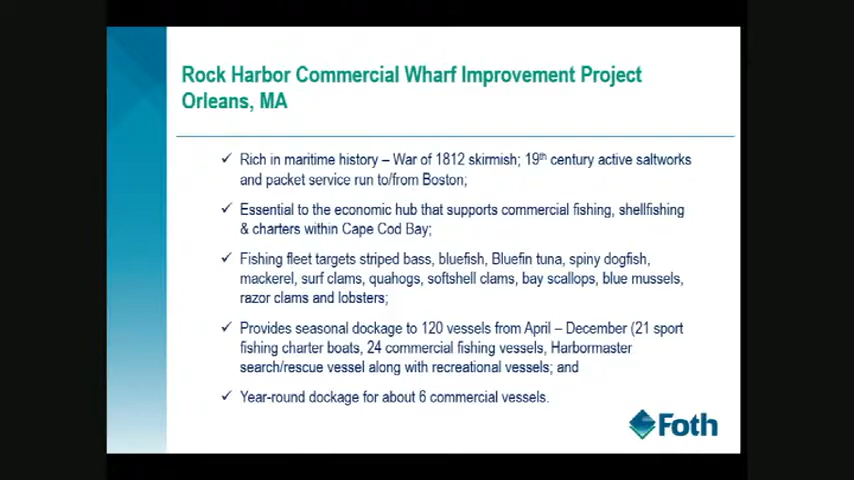 Rock Harbor Commercial Wharf Improvement Project
Orleans, MA
✓ Rich in maritime history – War of 1812 skirmish; 19th century active saltworks
and packet service run to/from Boston;
✓ Essential to the economic hub that supports commercial fishing, shellfishing
& charters within Cape Cod Bay;
✓ Fishing fleet targets striped bass, bluefish, Bluefin tuna, spiny dogfish,
mackerel, surf clams, quahogs, softshell clams, bay scallops, blue mussels,
razor clams and lobsters;
✓ Provides seasonal dockage to 120 vessels from April – December (21 sport
fishing charter boats, 24 commercial fishing vessels, Harbormaster
search/rescue vessel along with recreational vessels; and
✓ Year-round dockage for about 6 commercial vessels.
Foth